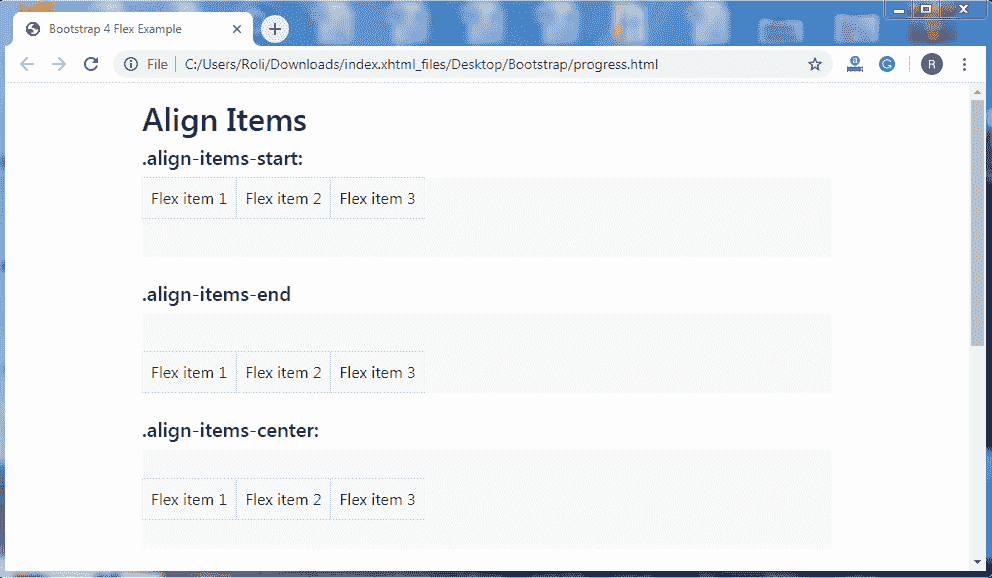 Bootstrap 4 Flex Example
File
C:/Users/Roli/Downloads/index.xhtml_files/Desktop/Bootstrap/progress.html
R
Align Items
.align-items-start:
Flex item 1 Flex item 2 Flex item 3
.align-items-end
Flex item 1 Flex item 2 Flex item 3
.align-items-center:
Flex item 1 Flex item 2 Flex item 3